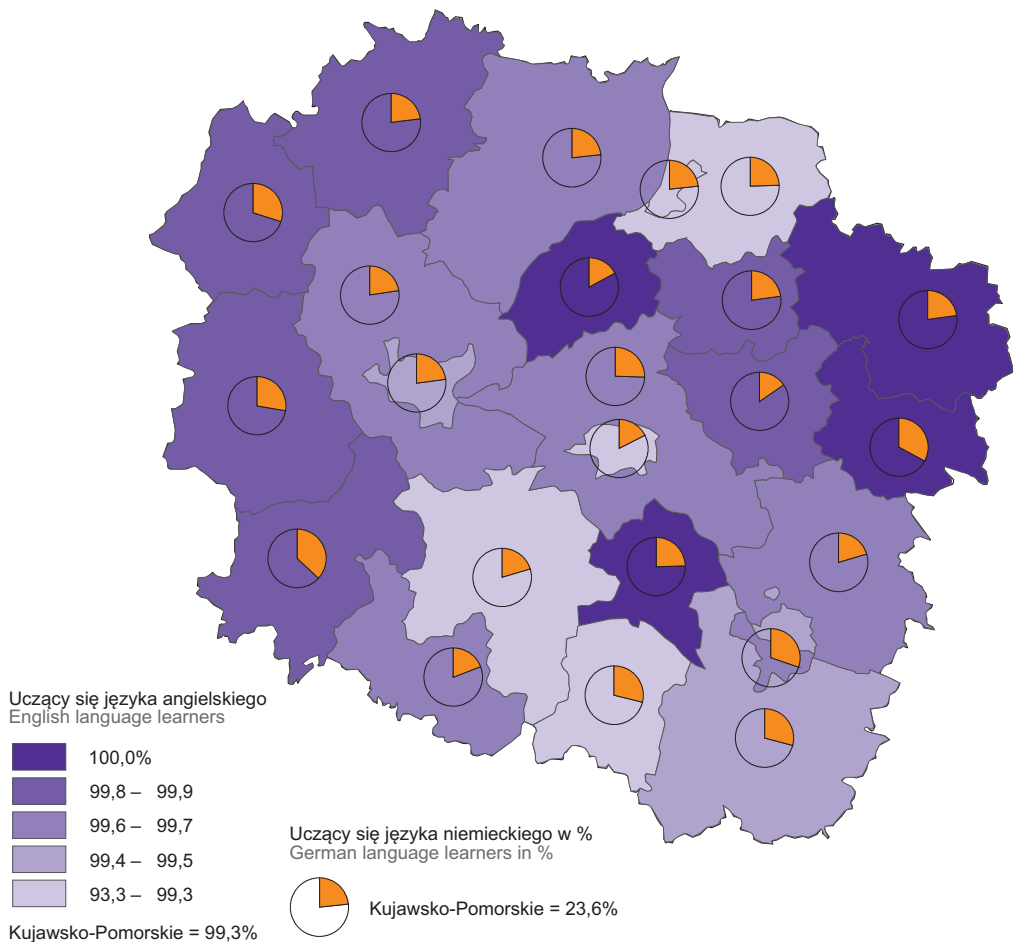 Uczący się języka angielskiego
English language learners
100,0%
99,8 – 99,9
99,6 – 99,7
99,4 – 99,5
93,3 – 99,3
Kujawsko-Pomorskie = 99,3%
Uczący się języka niemieckiego w %
German language learners in %
Kujawsko-Pomorskie = 23,6%